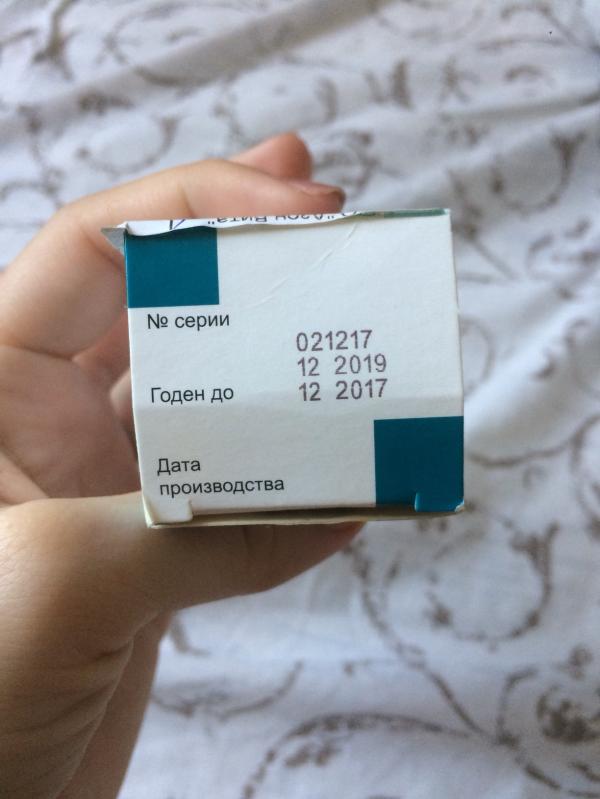 № серии
021217
12 2019
Годен до
12 2017
Дата
производства